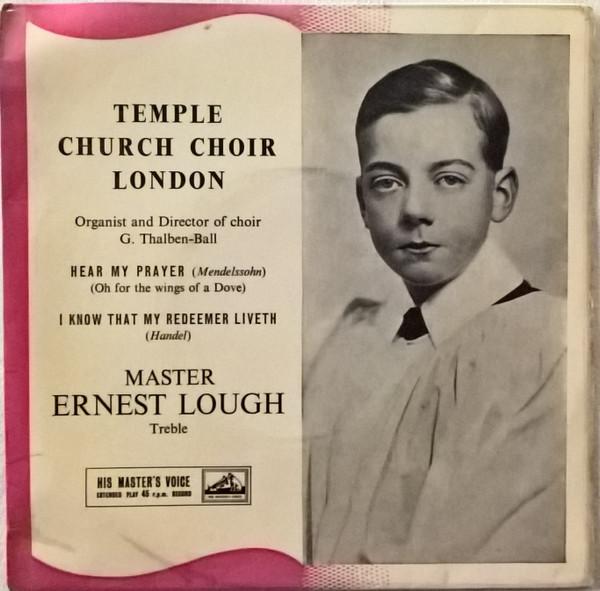 TEMPLE
CHURCH CHOIR
LONDON
Organist and Director of choir
G. Thalben-Ball
HEAR MY PRAYER (Mendelssohn)
(Oh for the wings of a Dove)
I KNOW THAT MY REDEEMER LIVETH
(Handel)
MASTER
ERNEST LOUGH
Treble
HIS MASTER'S VOICE
EXTENDED PLAY 45 r.p.m. RECORD